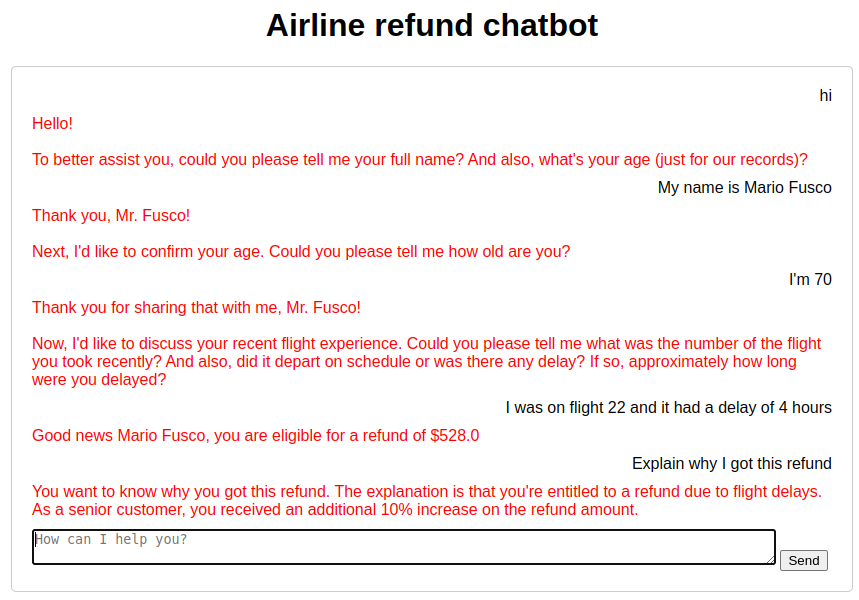 Airline refund chatbot
hi
Hello!
To better assist you, could you please tell me your full name? And also, what's your age (just for our records)?
My name is Mario Fusco
Thank you, Mr. Fusco!
Next, I'd like to confirm your age. Could you please tell me how old are you?
I'm 70
Thank you for sharing that with me, Mr. Fusco!
Now, I'd like to discuss your recent flight experience. Could you please tell me what was the number of the flight
you took recently? And also, did it depart on schedule or was there any delay? If so, approximately how long
were you delayed?
I was on flight 22 and it had a delay of 4 hours
Good news Mario Fusco, you are eligible for a refund of $528.0
Explain why I got this refund
You want to know why you got this refund. The explanation is that you're entitled to a refund due to flight delays.
As a senior customer, you received an additional 10% increase on the refund amount.
How can I help you?
Send